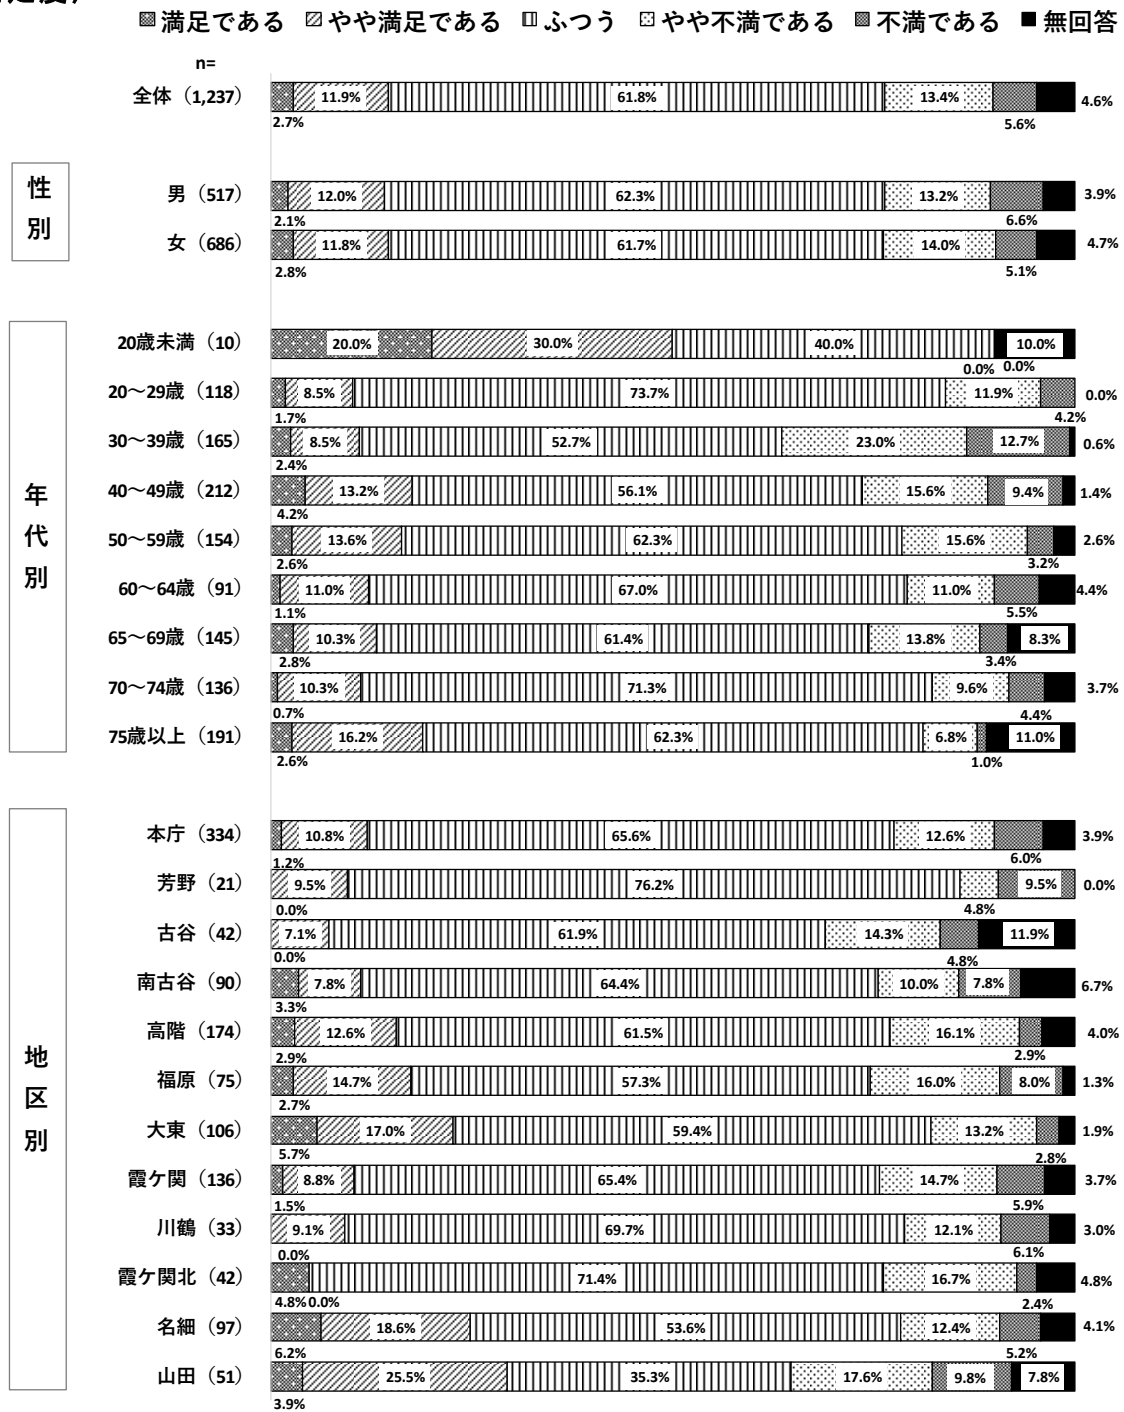 満足である やや満足である ふつう やや不満である 不満である 無回答
n=
全体（1,237） 11.9% 61.8% 13.4% 4.6%
2.7% 5.6%
性別
男（517） 12.0% 62.3% 13.2% 3.9%
2.1% 6.6%
女（686） 11.8% 61.7% 14.0% 4.7%
2.8% 5.1%
年代別
20歳未満（10） 20.0% 30.0% 40.0% 10.0%
0.0% 0.0%
20～29歳（118） 8.5% 73.7% 11.9% 0.0%
1.7% 4.2%
30～39歳（165） 8.5% 52.7% 23.0% 12.7% 0.6%
2.4%
40～49歳（212） 13.2% 56.1% 15.6% 9.4% 1.4%
4.2%
50～59歳（154） 13.6% 62.3% 15.6% 2.6%
2.6% 3.2%
60～64歳（91） 11.0% 67.0% 11.0% 4.4%
1.1% 5.5%
65～69歳（145） 10.3% 61.4% 13.8% 8.3%
2.8% 3.4%
70～74歳（136） 10.3% 71.3% 9.6% 3.7%
0.7% 4.4%
75歳以上（191） 16.2% 62.3% 6.8% 11.0%
2.6% 1.0%
地区別
本庁（334） 10.8% 65.6% 12.6% 3.9%
1.2% 6.0%
芳野（21） 9.5% 76.2% 9.5% 0.0%
0.0% 4.8%
古谷（42） 7.1% 61.9% 14.3% 11.9%
0.0% 4.8%
南古谷（90） 7.8% 64.4% 10.0% 7.8% 6.7%
3.3%
高階（174） 12.6% 61.5% 16.1% 4.0%
2.9% 2.9%
福原（75） 14.7% 57.3% 16.0% 8.0% 1.3%
2.7%
大東（106） 17.0% 59.4% 13.2% 1.9%
5.7% 2.8%
霞ケ関（136） 8.8% 65.4% 14.7% 3.7%
1.5% 5.9%
川鶴（33） 9.1% 69.7% 12.1% 3.0%
0.0% 6.1%
霞ケ関北（42） 71.4% 16.7% 4.8%
4.8% 0.0% 2.4%
名細（97） 18.6% 53.6% 12.4% 4.1%
6.2% 5.2%
山田（51） 25.5% 35.3% 17.6% 9.8% 7.8%
3.9%